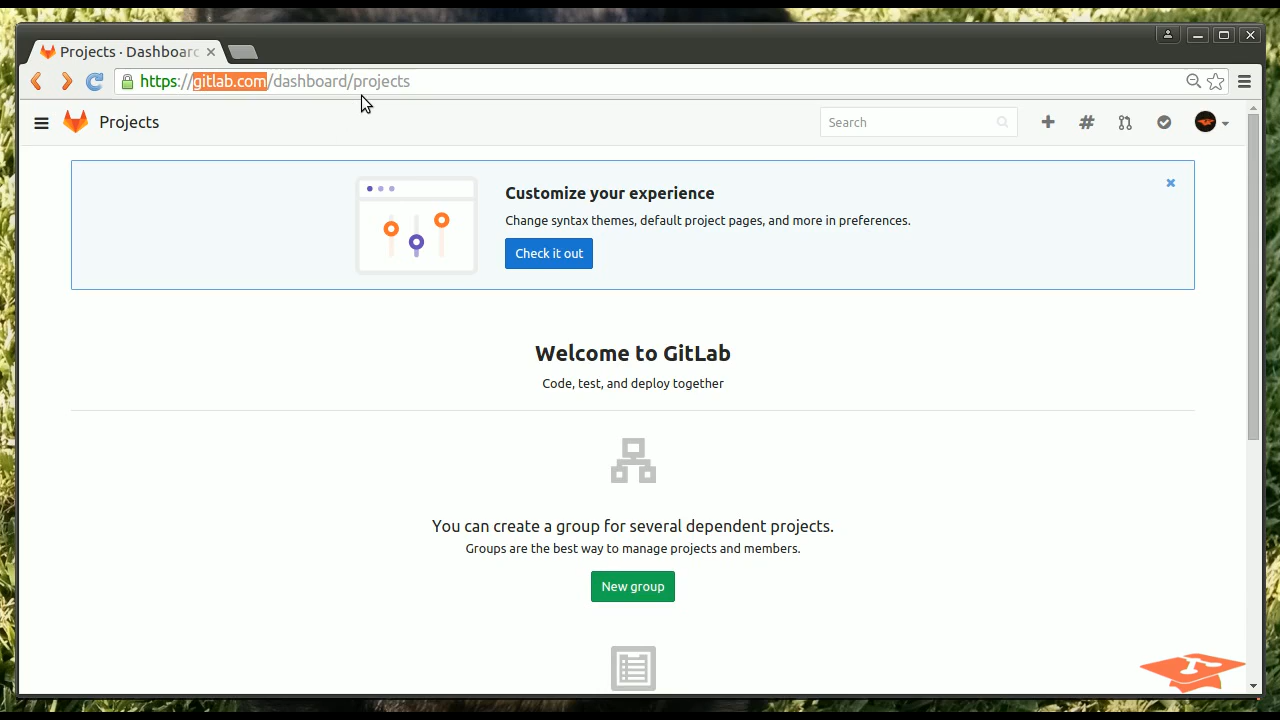 Projects · Dashboard
https://gitlab.com/dashboard/projects
Projects
Search
Customize your experience
Change syntax themes, default project pages, and more in preferences.
Check it out
Welcome to GitLab
Code, test, and deploy together
You can create a group for several dependent projects.
Groups are the best way to manage projects and members.
New group